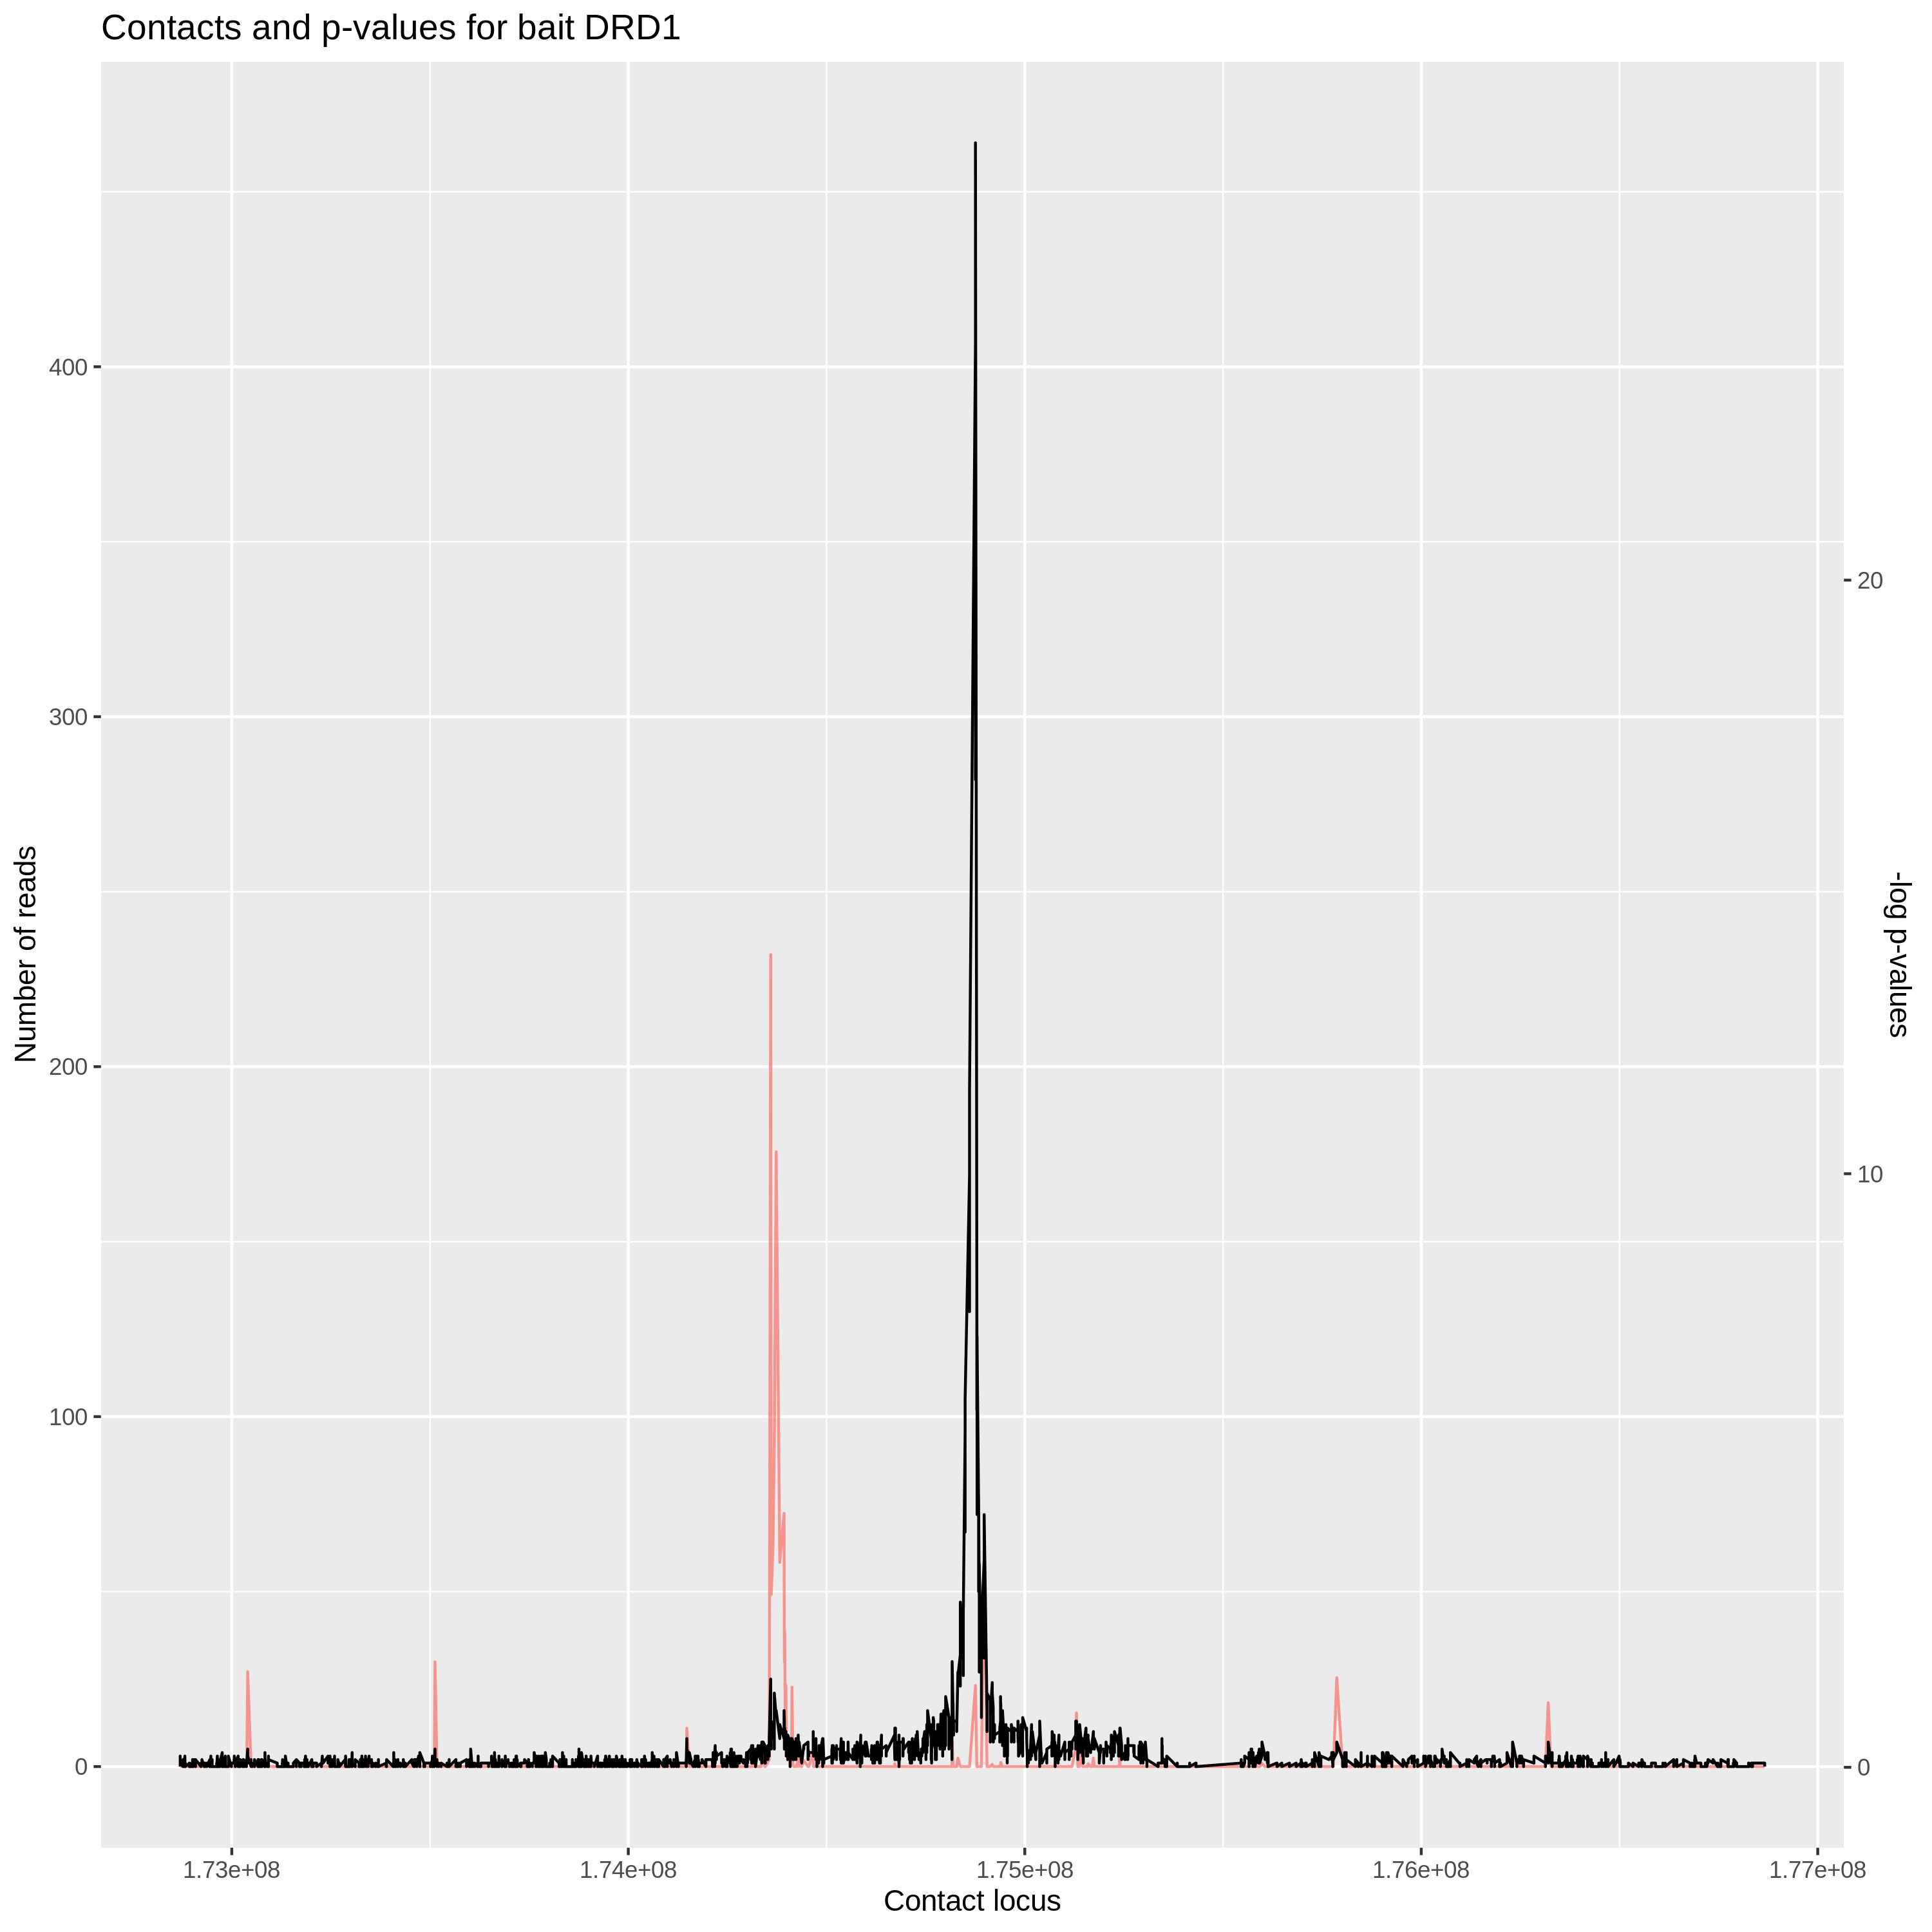 Contacts and p-values for bait DRD1
Number of reads
400
300
200
100
0
20
10
0
-log p-values
1.73e+08
1.74e+08
1.75e+08
1.76e+08
1.77e+08
Contact locus